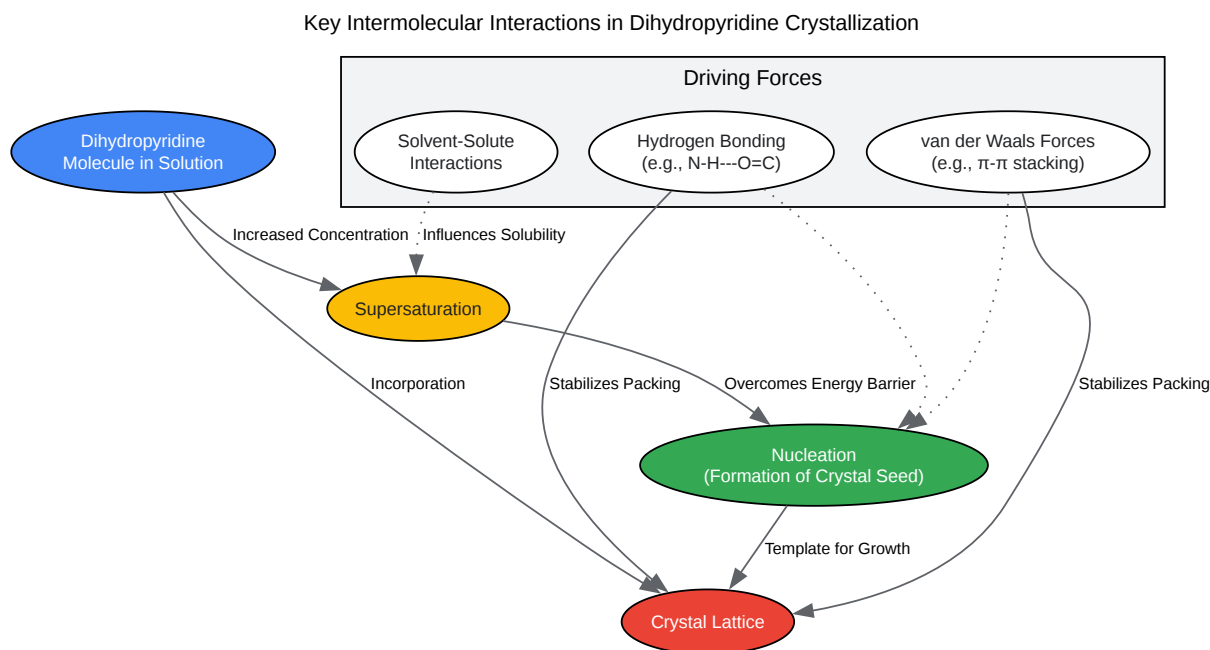 Key Intermolecular Interactions in Dihydropyridine Crystallization
Driving Forces
Dihydropyridine
Molecule in Solution
Solvent-Solute
Interactions
Hydrogen Bonding
(e.g., N-H---O=C)
van der Waals Forces
(e.g., π-π stacking)
Increased Concentration
Influences Solubility
Supersaturation
Incorporation
Stabilizes Packing
Overcomes Energy Barrier
Stabilizes Packing
Nucleation
(Formation of Crystal Seed)
Template for Growth
Crystal Lattice